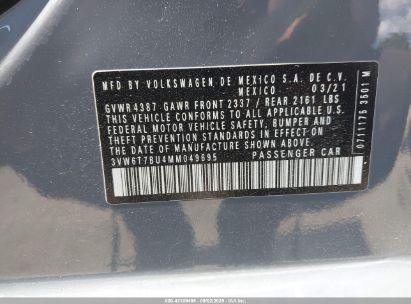 MFD. BY VOLKSWAGEN DE MEXICO S.A. DE C.V.
MEXICO 03/21
GVWR 4387 GAWR FRONT 2337 / REAR 2161 LBS
THIS VEHICLE CONFORMS TO ALL APPLICABLE U.S.
FEDERAL MOTOR VEHICLE SAFETY, BUMPER AND
THEFT PREVENTION STANDARDS IN EFFECT ON
THE DATE OF MANUFACTURE SHOWN ABOVE.
3VW6T7BU4MM049695 PASSENGER CAR